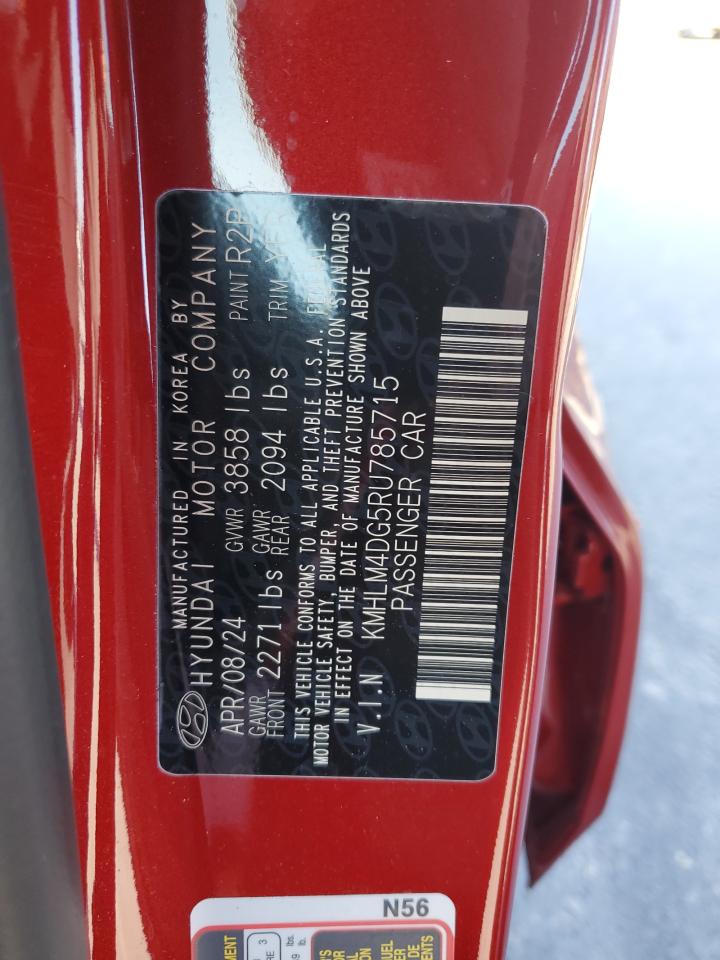 MANUFACTURED IN KOREA BY
HYUNDAI MOTOR COMPANY
APR/08/24 GVWR 3858 lbs PAINT R2P
GAWR FRONT 2271 lbs GAWR REAR 2094 lbs TRIM
THIS VEHICLE CONFORMS TO ALL APPLICABLE U.S.A. FEDERAL
MOTOR VEHICLE SAFETY, BUMPER, AND THEFT PREVENTION STANDARDS
IN EFFECT ON THE DATE OF MANUFACTURE SHOWN ABOVE
V.I.N KMHLM4DG5RU785715
PASSENGER CAR
N56